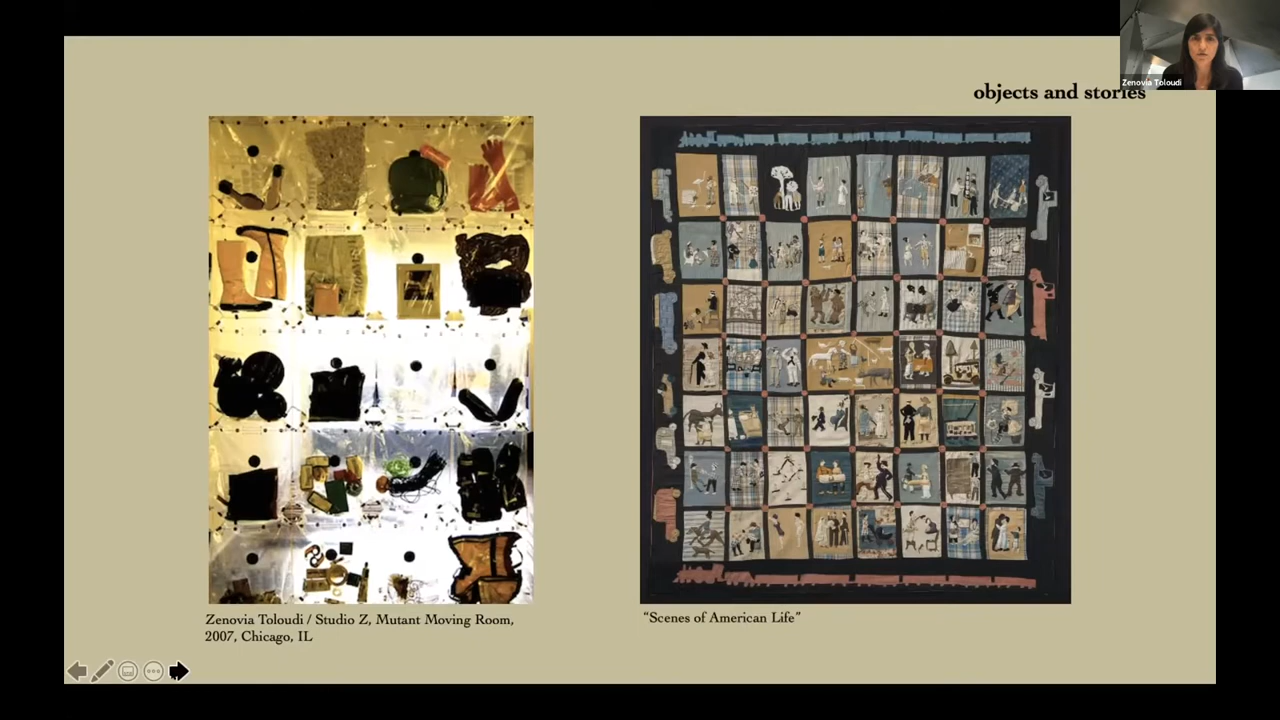 Zenovia Toloudi
objects and stories
Zenovia Toloudi / Studio Z, Mutant Moving Room,
2007, Chicago, IL
“Scenes of American Life”